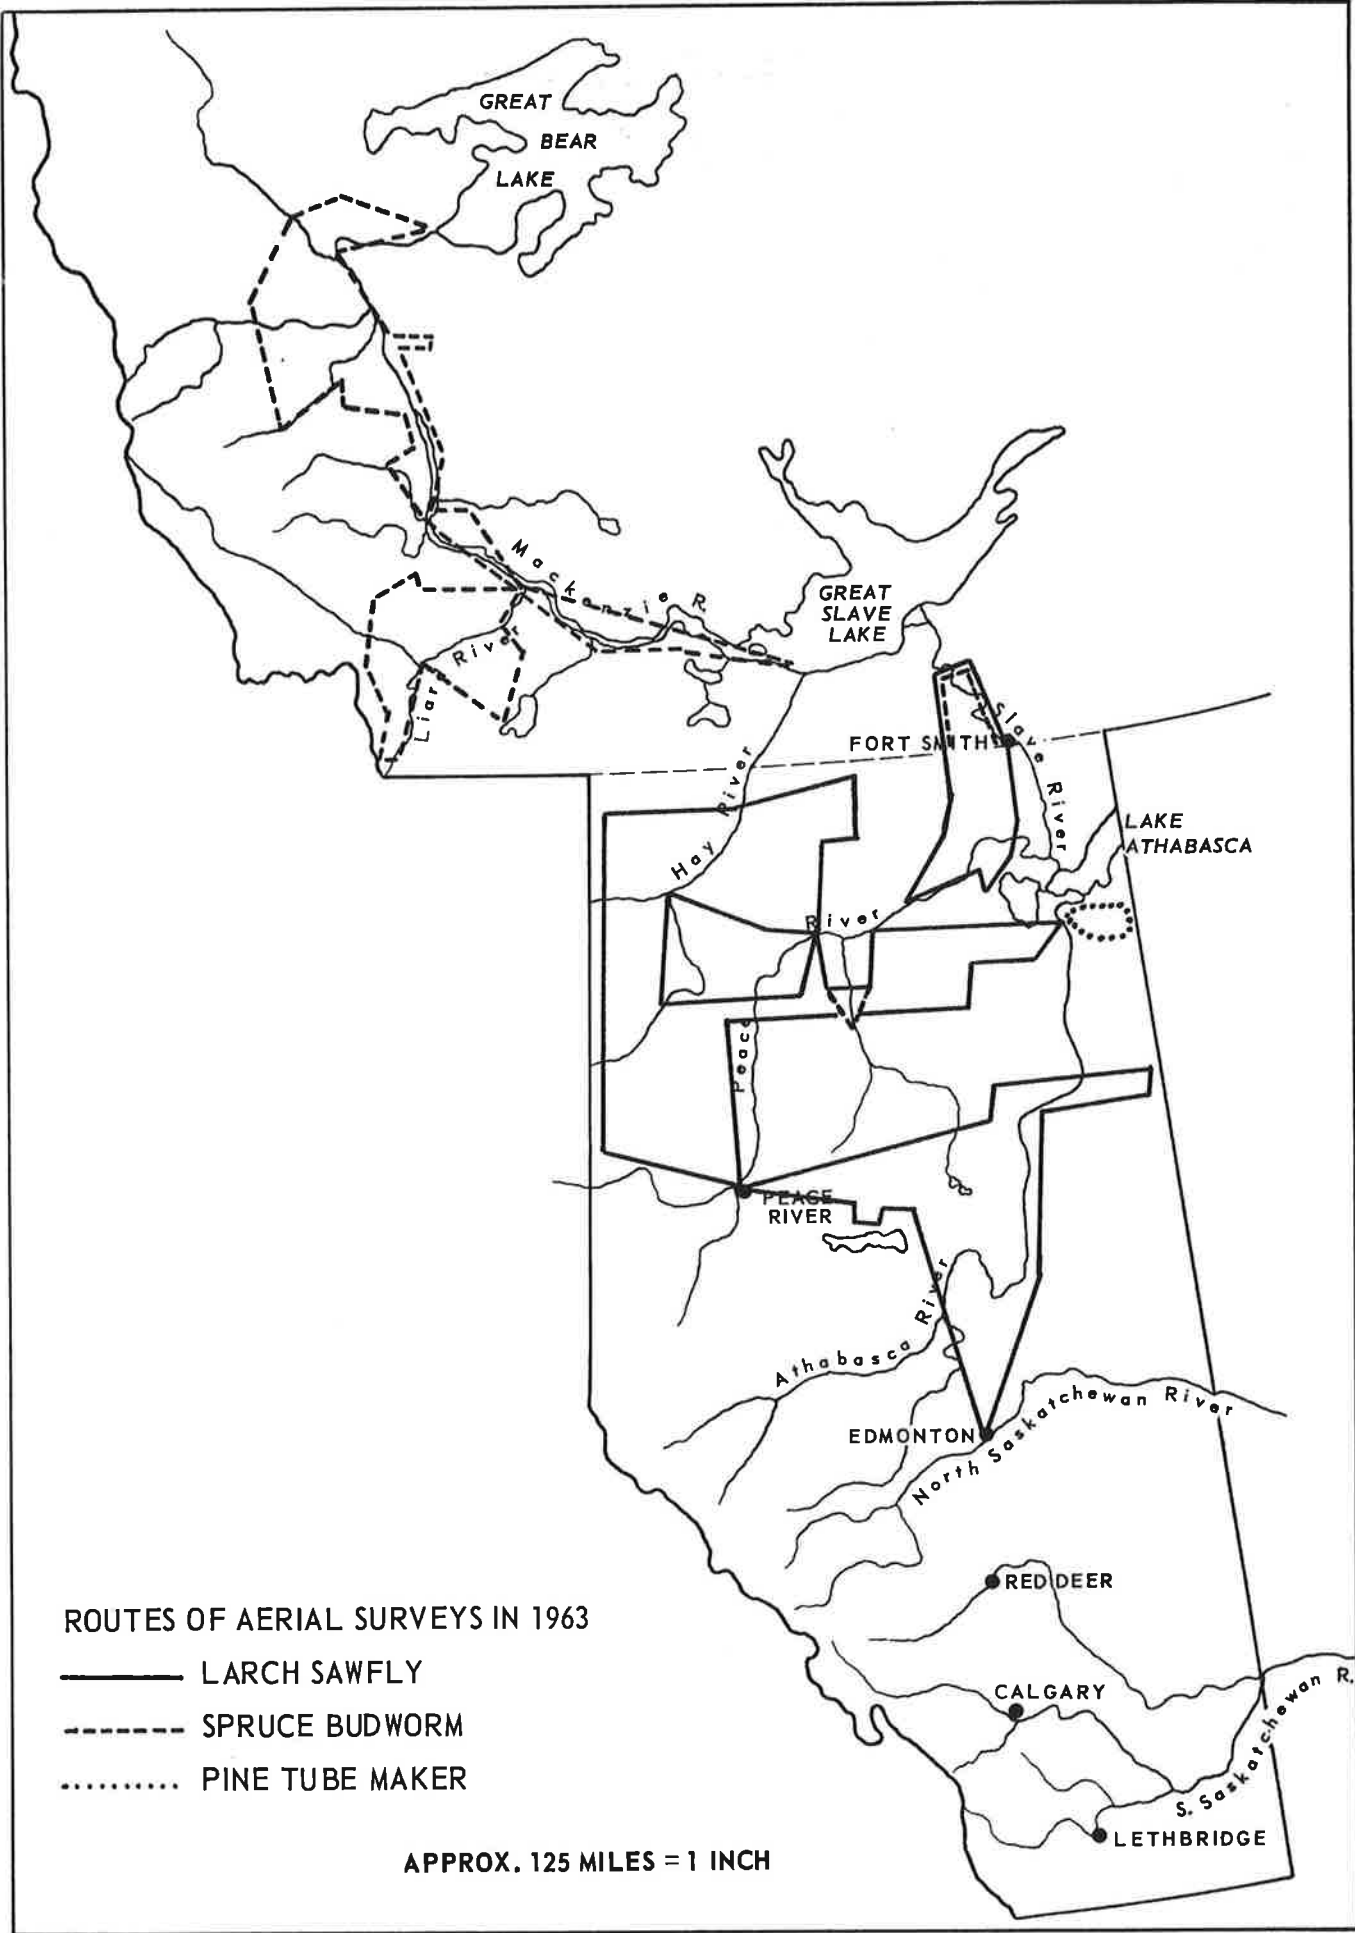 GREAT
BEAR
LAKE
Mackenzie R.
GREAT
SLAVE
LAKE
Liard River
FORT SMITH
Slave River
Hay River
LAKE
ATHABASCA
Peace River
PEACE
RIVER
Athabasca River
EDMONTON
North Saskatchewan River
RED DEER
CALGARY
S. Saskatchewan R.
LETHBRIDGE
ROUTES OF AERIAL SURVEYS IN 1963
LARCH SAWFLY
SPRUCE BUDWORM
PINE TUBE MAKER
APPROX. 125 MILES = 1 INCH